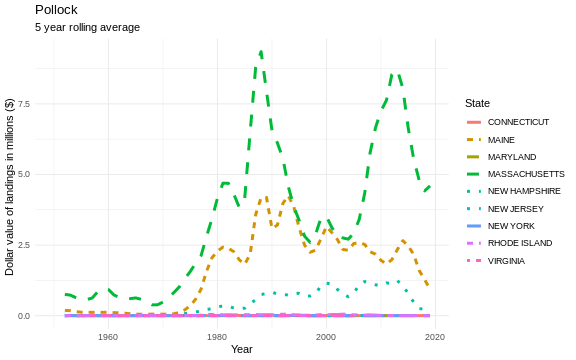 Pollock
5 year rolling average
Dollar value of landings in millions ($)
7.5
5.0
2.5
0.0
1960
1980
2000
2020
Year
State
CONNECTICUT
MAINE
MARYLAND
MASSACHUSETTS
NEW HAMPSHIRE
NEW JERSEY
NEW YORK
RHODE ISLAND
VIRGINIA